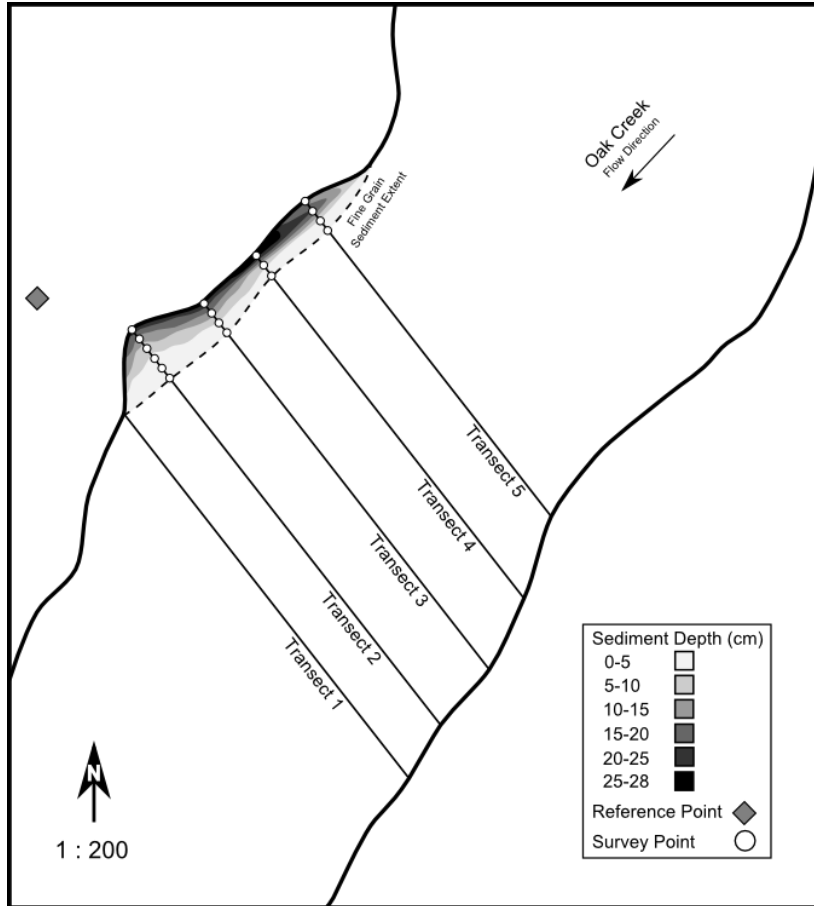 Oak Creek
Flow Direction
Fine Grain
Sediment Extent
Transect 5
Transect 4
Transect 3
Transect 2
Transect 1
N
1 : 200
Sediment Depth (cm)
0-5
5-10
10-15
15-20
20-25
25-28
Reference Point
Survey Point